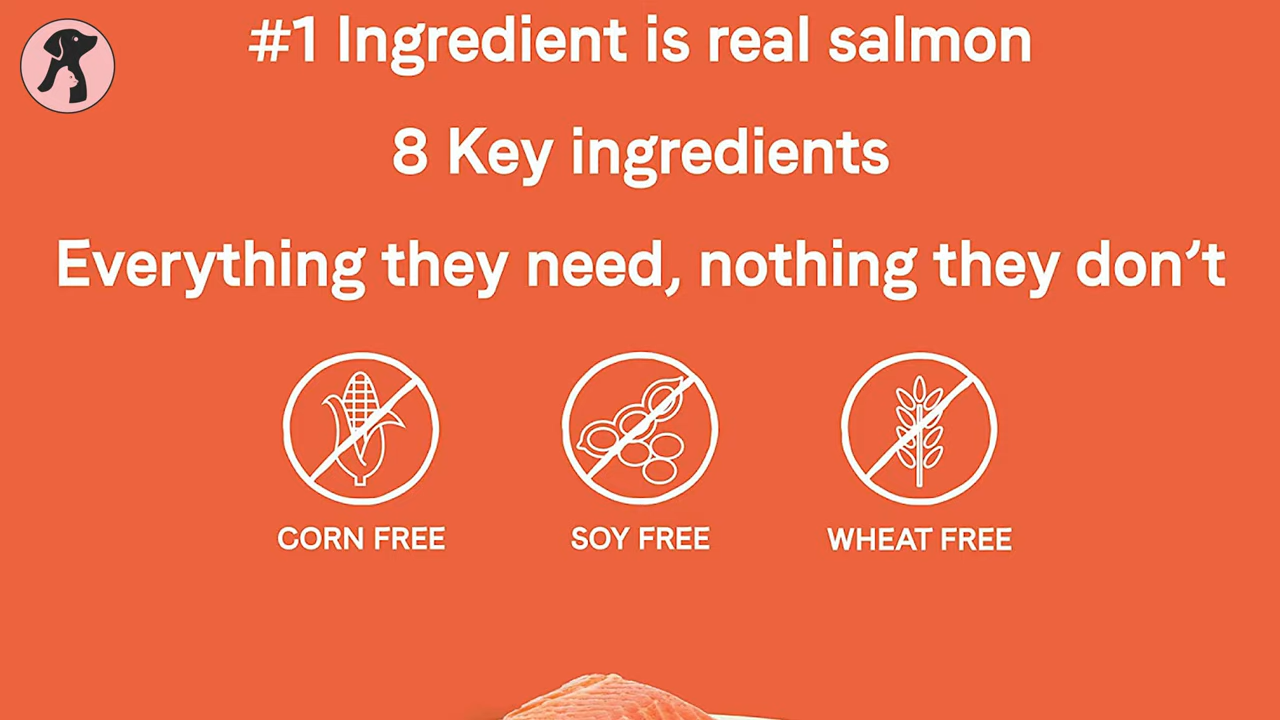 #1 Ingredient is real salmon
8 Key ingredients
Everything they need, nothing they don't
CORN FREE
SOY FREE
WHEAT FREE